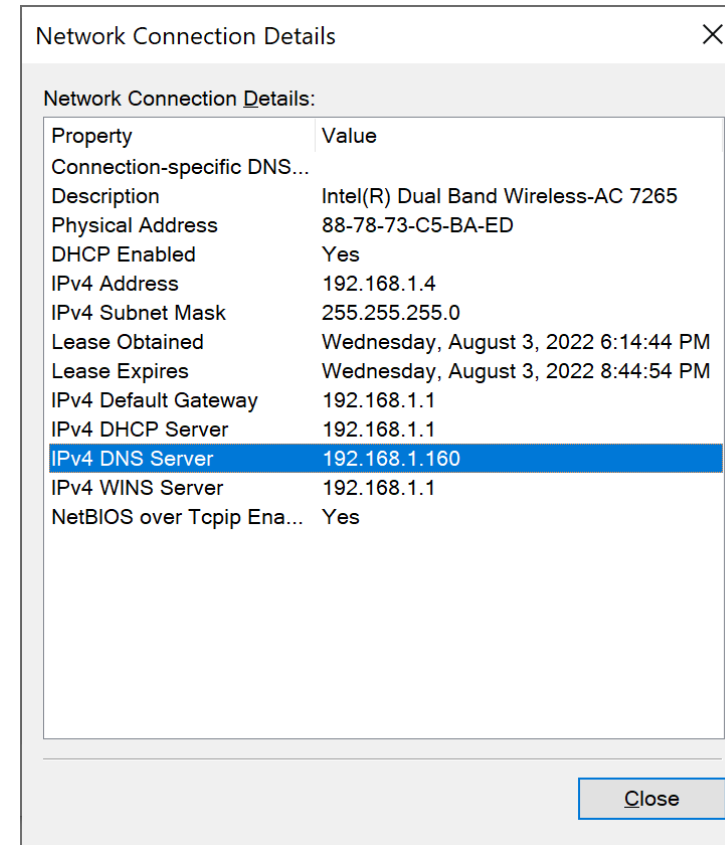 Network Connection Details
Network Connection Details:
Property Value
Connection-specific DNS...
Description Intel(R) Dual Band Wireless-AC 7265
Physical Address 88-78-73-C5-BA-ED
DHCP Enabled Yes
IPv4 Address 192.168.1.4
IPv4 Subnet Mask 255.255.255.0
Lease Obtained Wednesday, August 3, 2022 6:14:44 PM
Lease Expires Wednesday, August 3, 2022 8:44:54 PM
IPv4 Default Gateway 192.168.1.1
IPv4 DHCP Server 192.168.1.1
IPv4 DNS Server 192.168.1.160
IPv4 WINS Server 192.168.1.1
NetBIOS over Tcpip Ena... Yes
Close